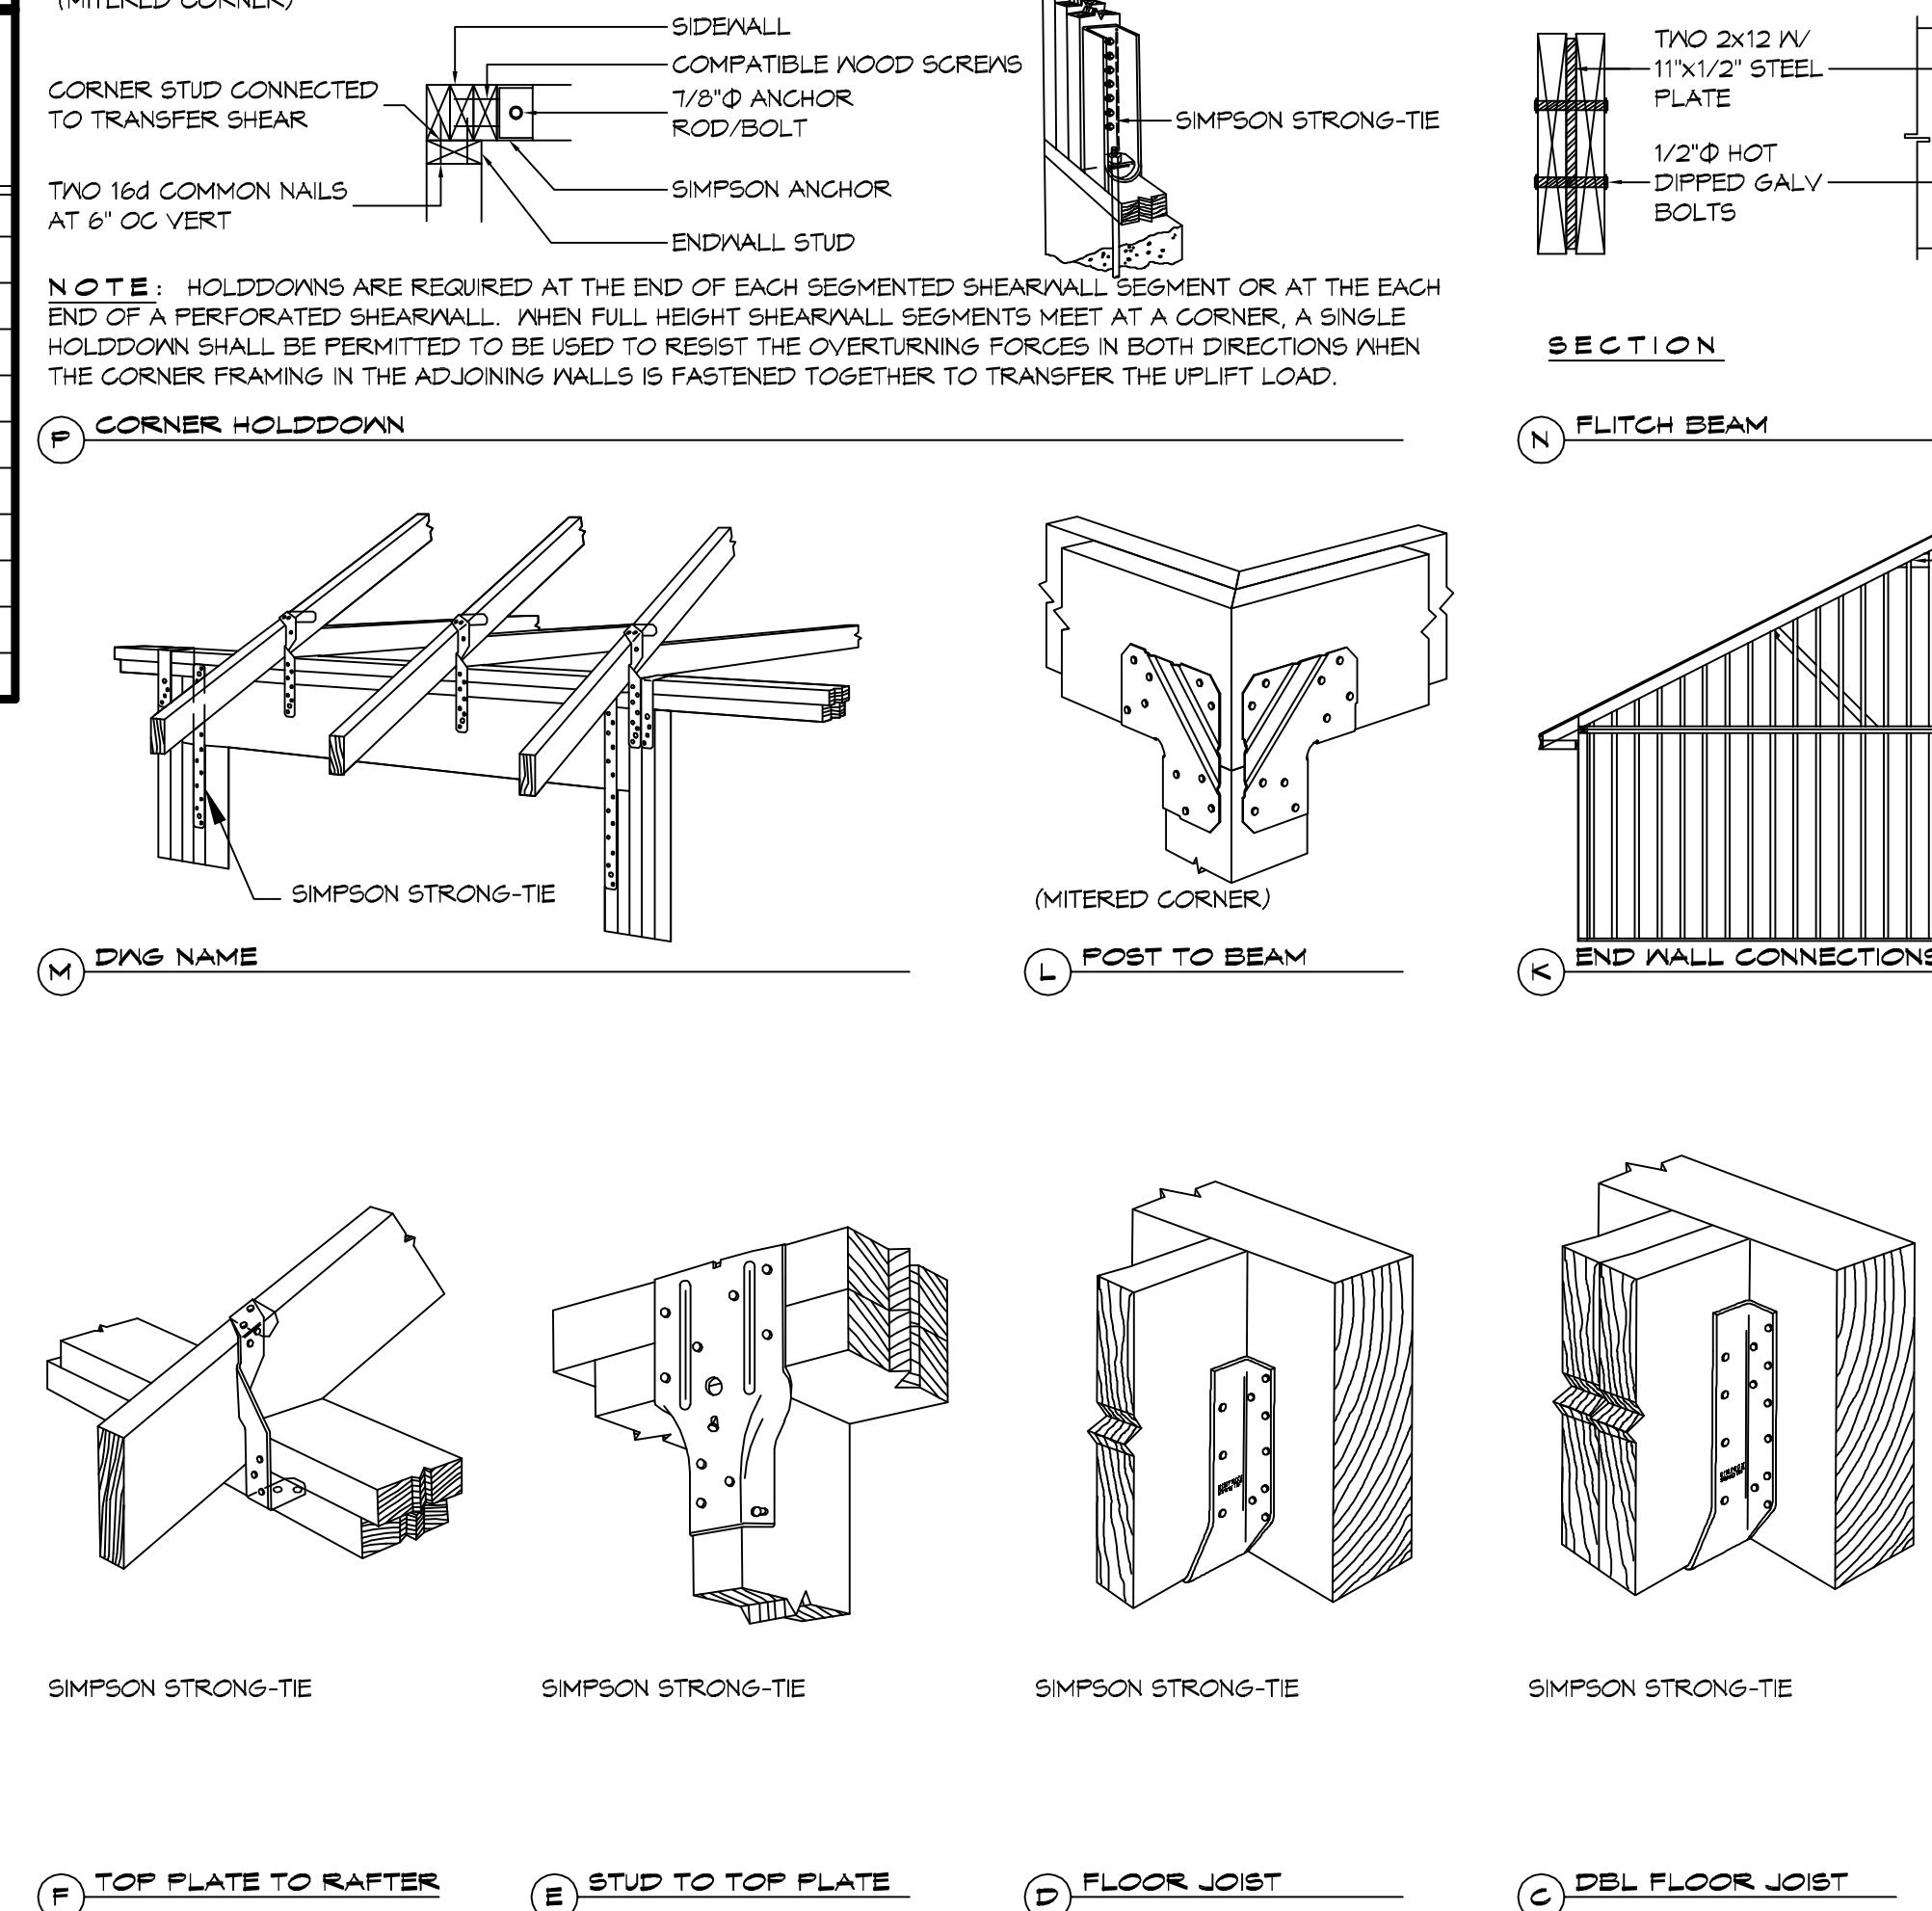 (MITERED CORNER)
SIDEWALL
COMPATIBLE WOOD SCREWS
CORNER STUD CONNECTED
TO TRANSFER SHEAR
7/8"Φ ANCHOR
ROD/BOLT
TWO 16d COMMON NAILS
AT 6" OC VERT
SIMPSON ANCHOR
ENDWALL STUD
SIMPSON STRONG-TIE
NOTE: HOLDDOWNS ARE REQUIRED AT THE END OF EACH SEGMENTED SHEARWALL SEGMENT OR AT THE EACH
END OF A PERFORATED SHEARWALL. WHEN FULL HEIGHT SHEARWALL SEGMENTS MEET AT A CORNER, A SINGLE
HOLDDOWN SHALL BE PERMITTED TO BE USED TO RESIST THE OVERTURNING FORCES IN BOTH DIRECTIONS WHEN
THE CORNER FRAMING IN THE ADJOINING WALLS IS FASTENED TOGETHER TO TRANSFER THE UPLIFT LOAD.
P CORNER HOLDDOWN
TWO 2x12 W/
11"x1/2" STEEL
PLATE
1/2"Φ HOT
DIPPED GALV
BOLTS
SECTION
N FLITCH BEAM
SIMPSON STRONG-TIE
M DWG NAME
(MITERED CORNER)
L POST TO BEAM
K END WALL CONNECTIONS
SIMPSON STRONG-TIE
F TOP PLATE TO RAFTER
SIMPSON STRONG-TIE
E STUD TO TOP PLATE
SIMPSON STRONG-TIE
D FLOOR JOIST
SIMPSON STRONG-TIE
C DBL FLOOR JOIST